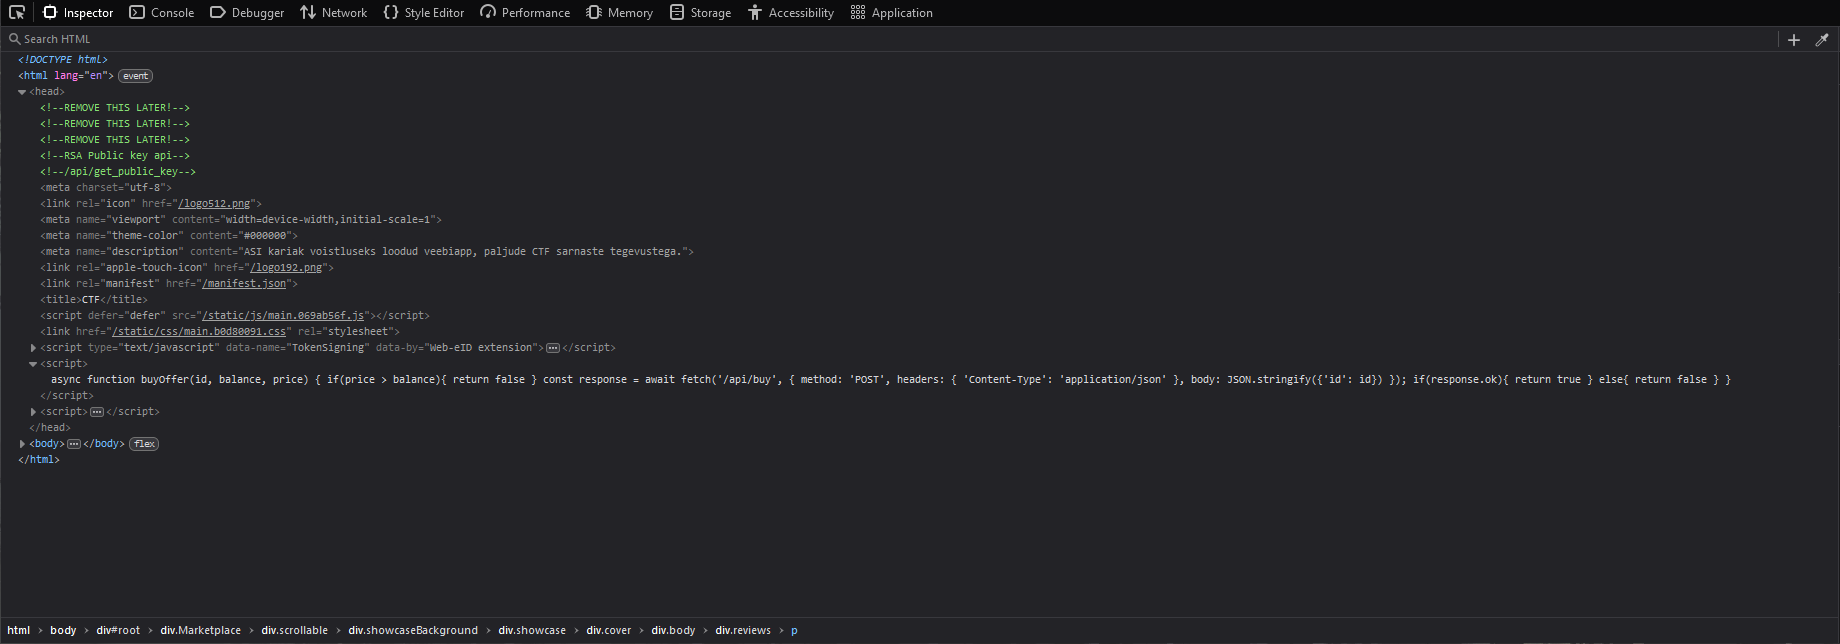 Inspector Console Debugger Network Style Editor Performance Memory Storage Accessibility Application
Search HTML
<!DOCTYPE html>
<html lang="en"> event
<head>
<!--REMOVE THIS LATER!-->
<!--REMOVE THIS LATER!-->
<!--REMOVE THIS LATER!-->
<!--RSA Public key api-->
<!--/api/get_public_key-->
<meta charset="utf-8">
<link rel="icon" href="/logo512.png">
<meta name="viewport" content="width=device-width,initial-scale=1">
<meta name="theme-color" content="#000000">
<meta name="description" content="ASI kariak voistluseks loodud veebiapp, paljude CTF sarnaste tegevustega.">
<link rel="apple-touch-icon" href="/logo192.png">
<link rel="manifest" href="/manifest.json">
<title>CTF</title>
<script defer="defer" src="/static/js/main.069ab56f.js"></script>
<link href="/static/css/main.b0d80091.css" rel="stylesheet">
<script type="text/javascript" data-name="TokenSigning" data-by="Web-eID extension">…</script>
<script>
async function buyOffer(id, balance, price) { if(price > balance){ return false } const response = await fetch('/api/buy', { method: 'POST', headers: { 'Content-Type': 'application/json' }, body: JSON.stringify({'id': id}) }); if(response.ok){ return true } else{ return false } }
</script>
<script>…</script>
</head>
<body>…</body> flex
</html>
html > body > div#root > div.Marketplace > div.scrollable > div.showcaseBackground > div.showcase > div.cover > div.body > div.reviews > p